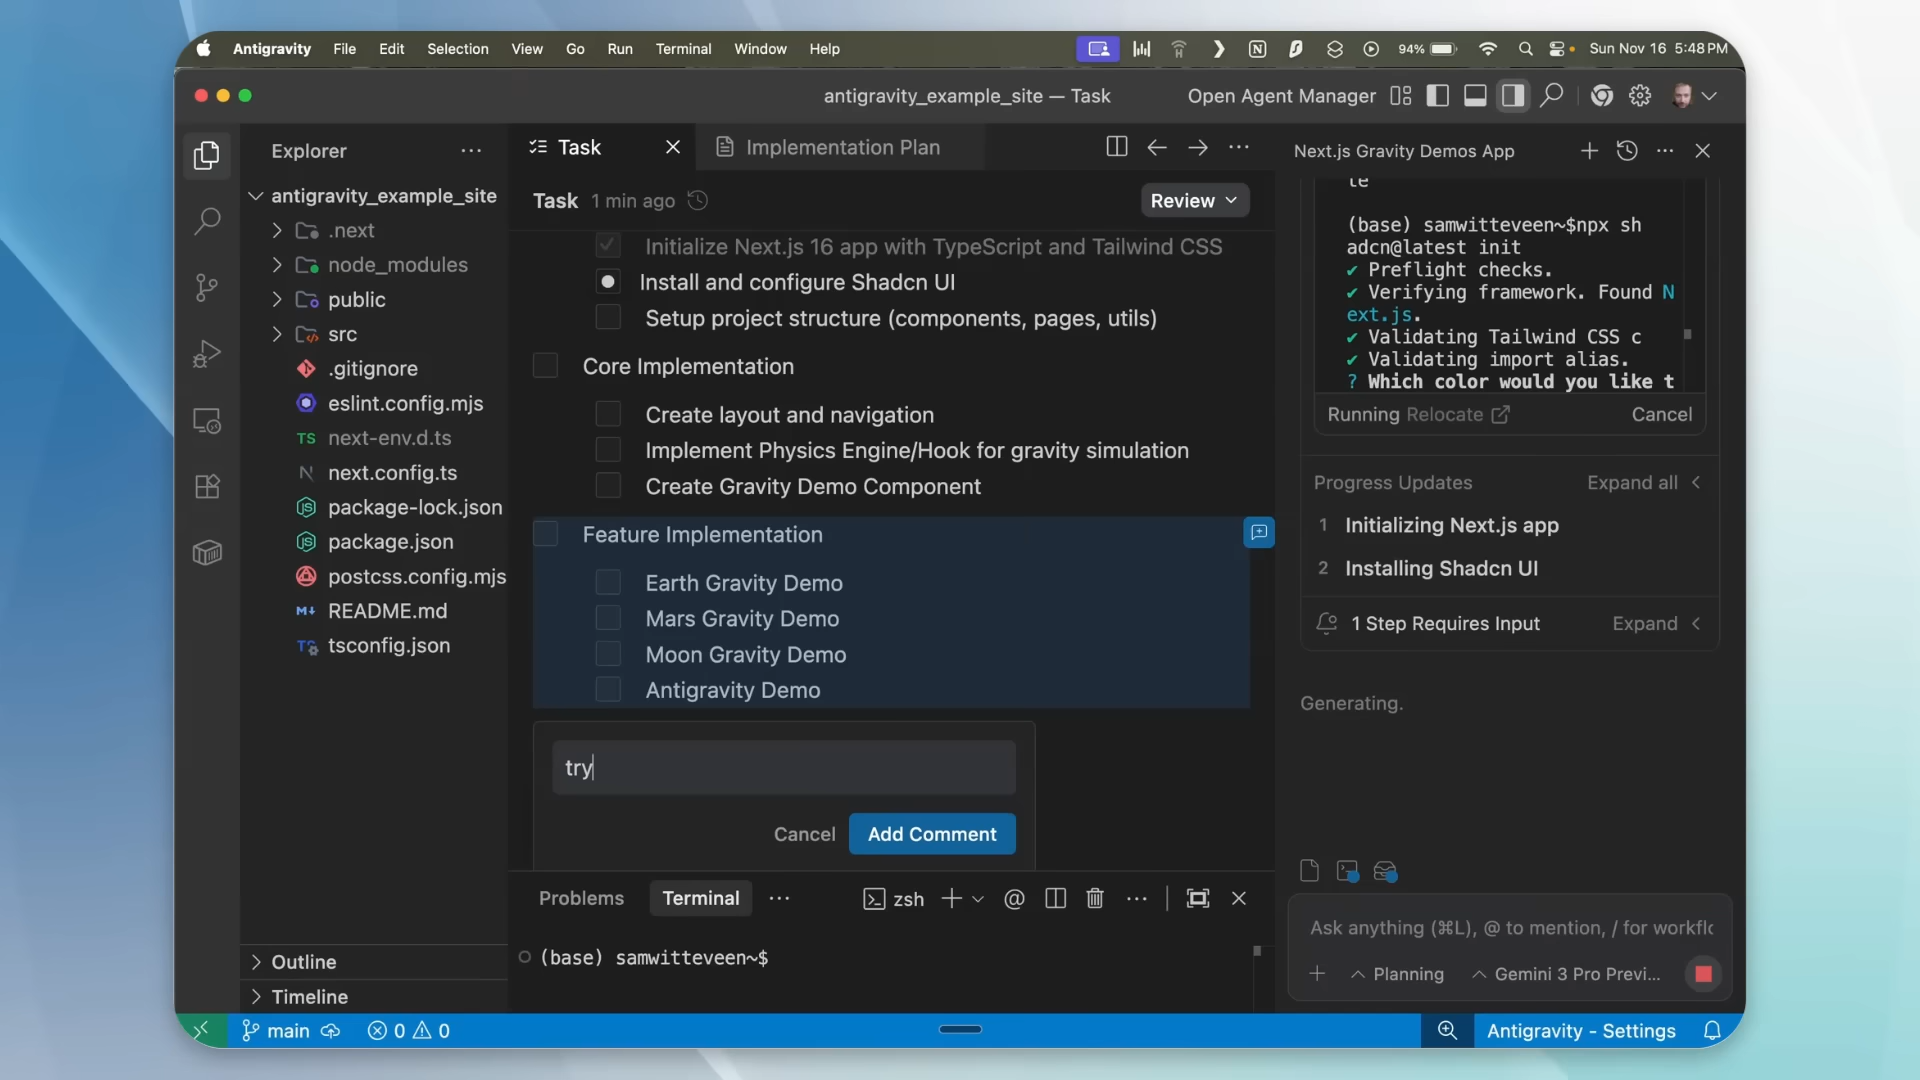 Antigravity File Edit Selection View Go Run Terminal Window Help 94% Sun Nov 16 5:48 PM
antigravity_example_site — Task Open Agent Manager
Explorer
antigravity_example_site
.next
node_modules
public
src
.gitignore
eslint.config.mjs
TS next-env.d.ts
next.config.ts
package-lock.json
package.json
postcss.config.mjs
README.md
tsconfig.json
Outline
Timeline
Task Implementation Plan
Task 1 min ago Review
Initialize Next.js 16 app with TypeScript and Tailwind CSS
Install and configure Shadcn UI
Setup project structure (components, pages, utils)
Core Implementation
Create layout and navigation
Implement Physics Engine/Hook for gravity simulation
Create Gravity Demo Component
Feature Implementation
Earth Gravity Demo
Mars Gravity Demo
Moon Gravity Demo
Antigravity Demo
try
Cancel Add Comment
Problems Terminal zsh
(base) samwitteveen~$
Next.js Gravity Demos App
te
(base) samwitteveen~$npx sh
adcn@latest init
✔ Preflight checks.
✔ Verifying framework. Found N
ext.js.
✔ Validating Tailwind CSS c
✔ Validating import alias.
? Which color would you like t
Running Relocate Cancel
Progress Updates Expand all
1 Initializing Next.js app
2 Installing Shadcn UI
1 Step Requires Input Expand
Generating.
Ask anything (⌘L), @ to mention, / for workflo
Planning Gemini 3 Pro Previ...
main 0 0 Antigravity - Settings